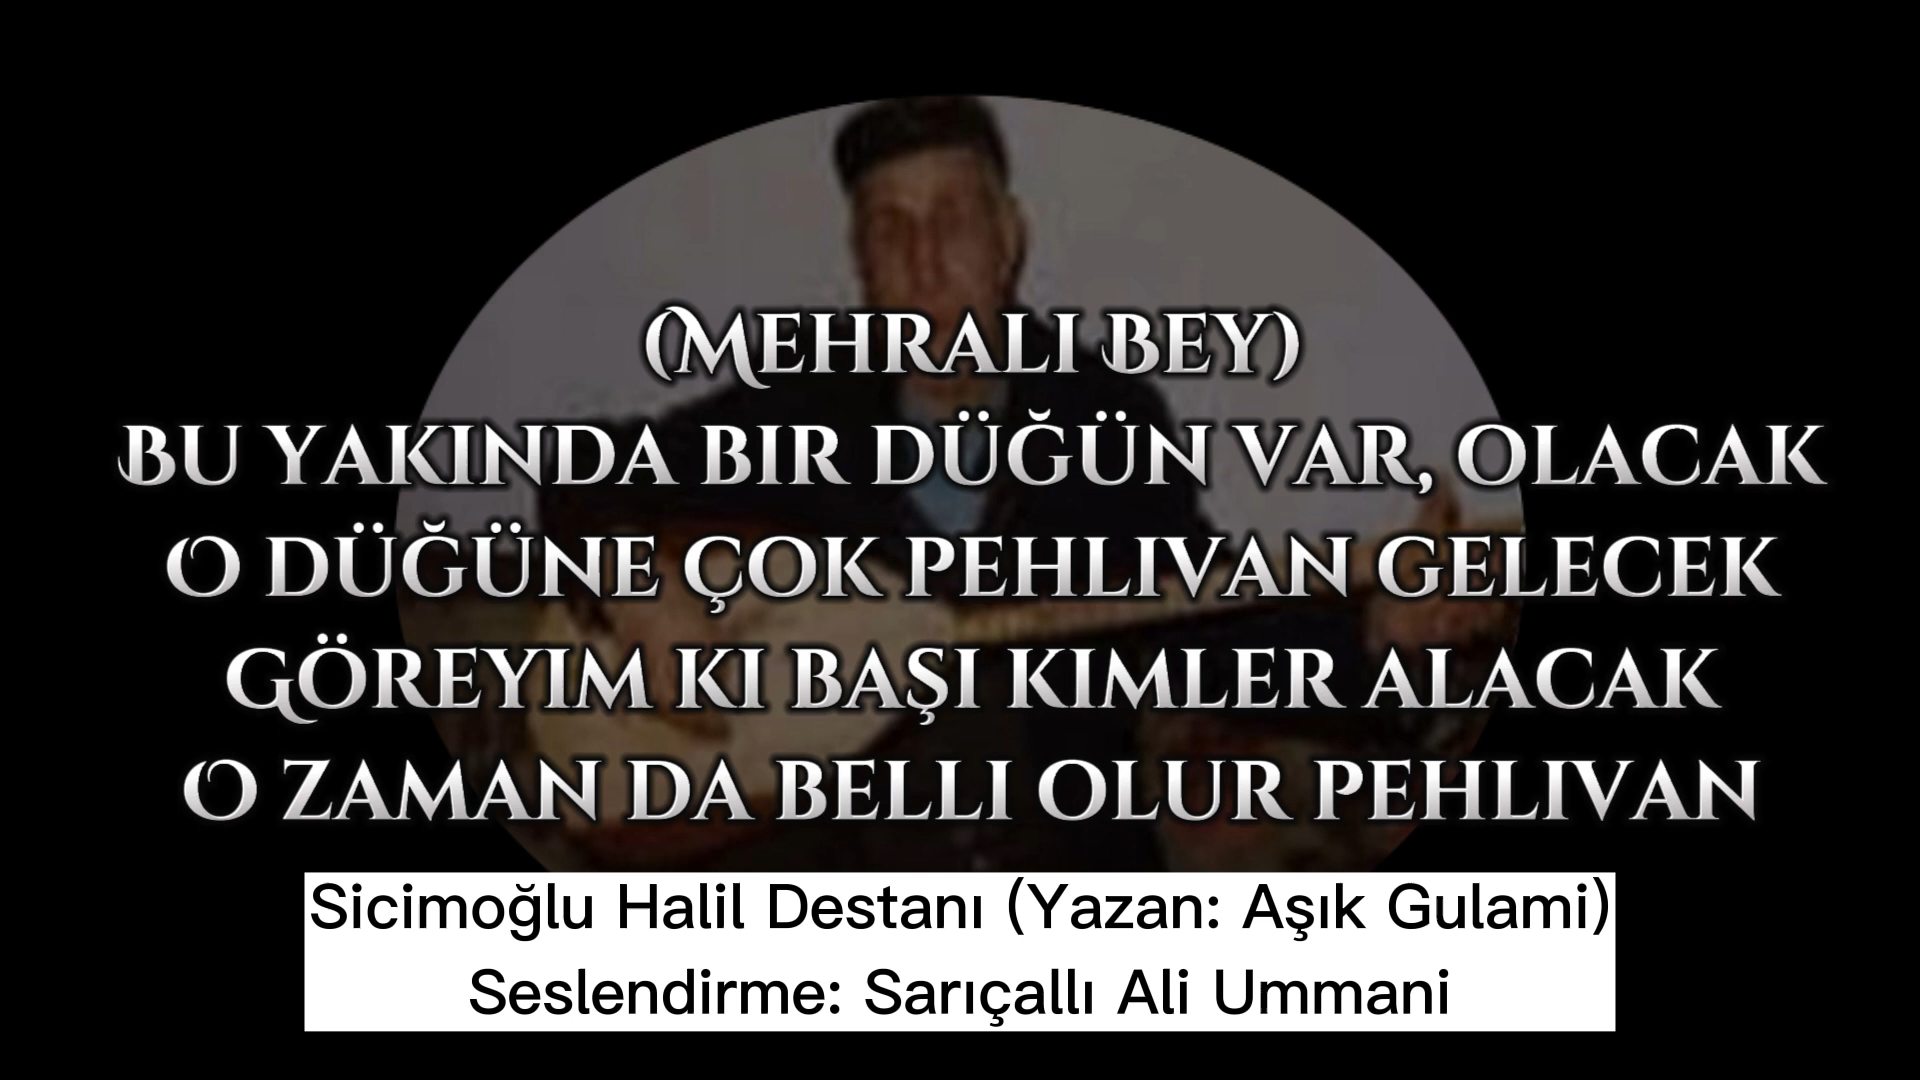 (MEHRALI BEY)
BU YAKINDA BIR DÜĞÜN VAR, OLACAK
O DÜĞÜNE ÇOK PEHLIVAN GELECEK
GÖREYIM KI BAŞI KIMLER ALACAK
O ZAMAN DA BELLI OLUR PEHLIVAN
Sicimoğlu Halil Destanı (Yazan: Aşık Gulami)
Seslendirme: Sarıçallı Ali Ummani